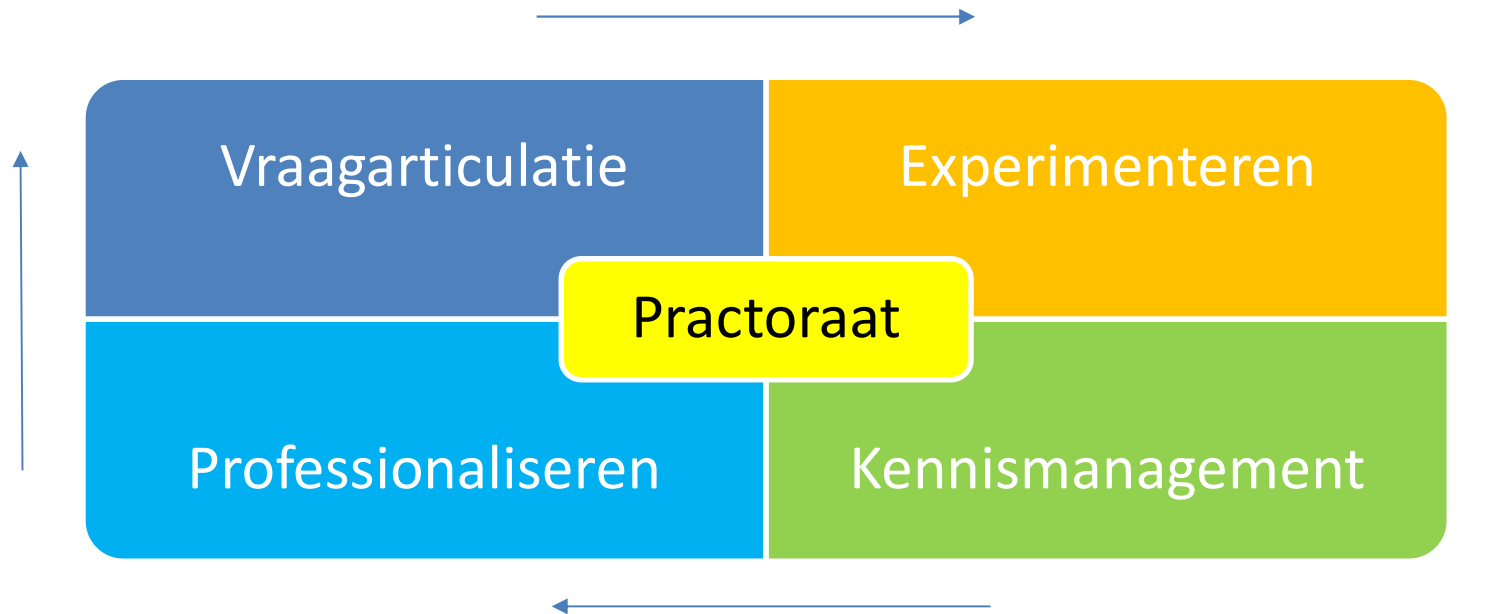 Vraagarticulatie
Experimenteren
Practoraat
Professionaliseren
Kennismanagement